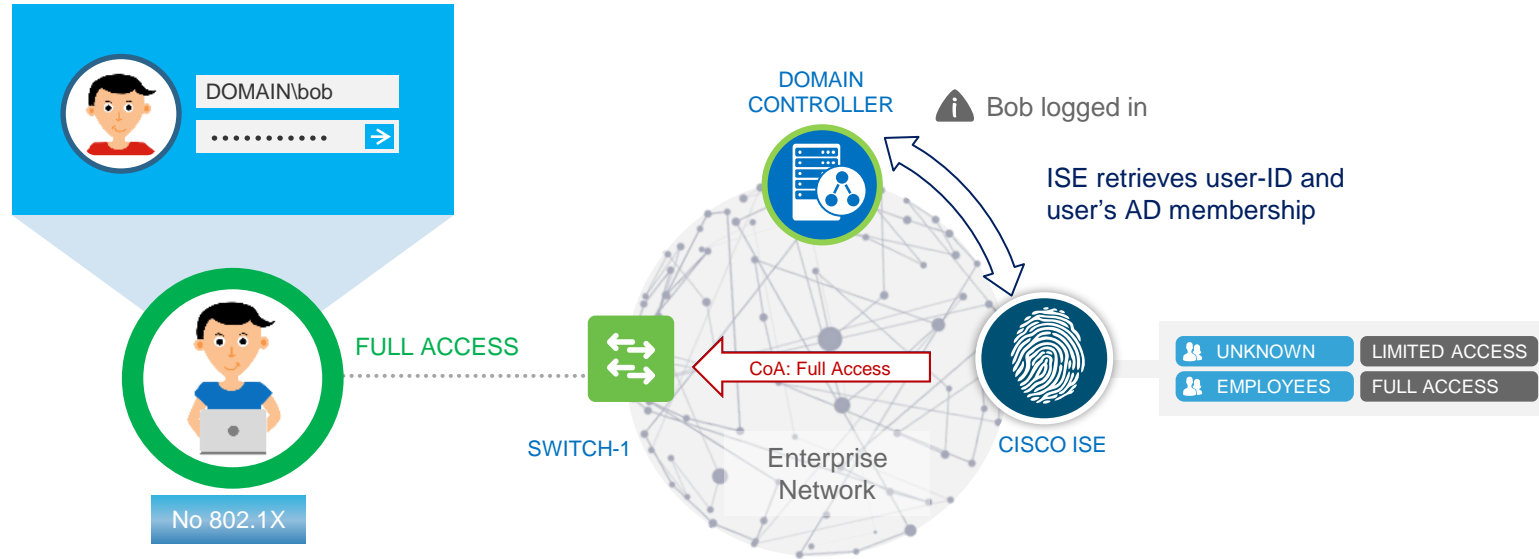 DOMAIN\bob
•••••••••••
DOMAIN
CONTROLLER
i
Bob logged in
ISE retrieves user-ID and
user's AD membership
FULL ACCESS
CoA: Full Access
UNKNOWN
LIMITED ACCESS
EMPLOYEES
FULL ACCESS
SWITCH-1
Enterprise
Network
CISCO ISE
No 802.1X